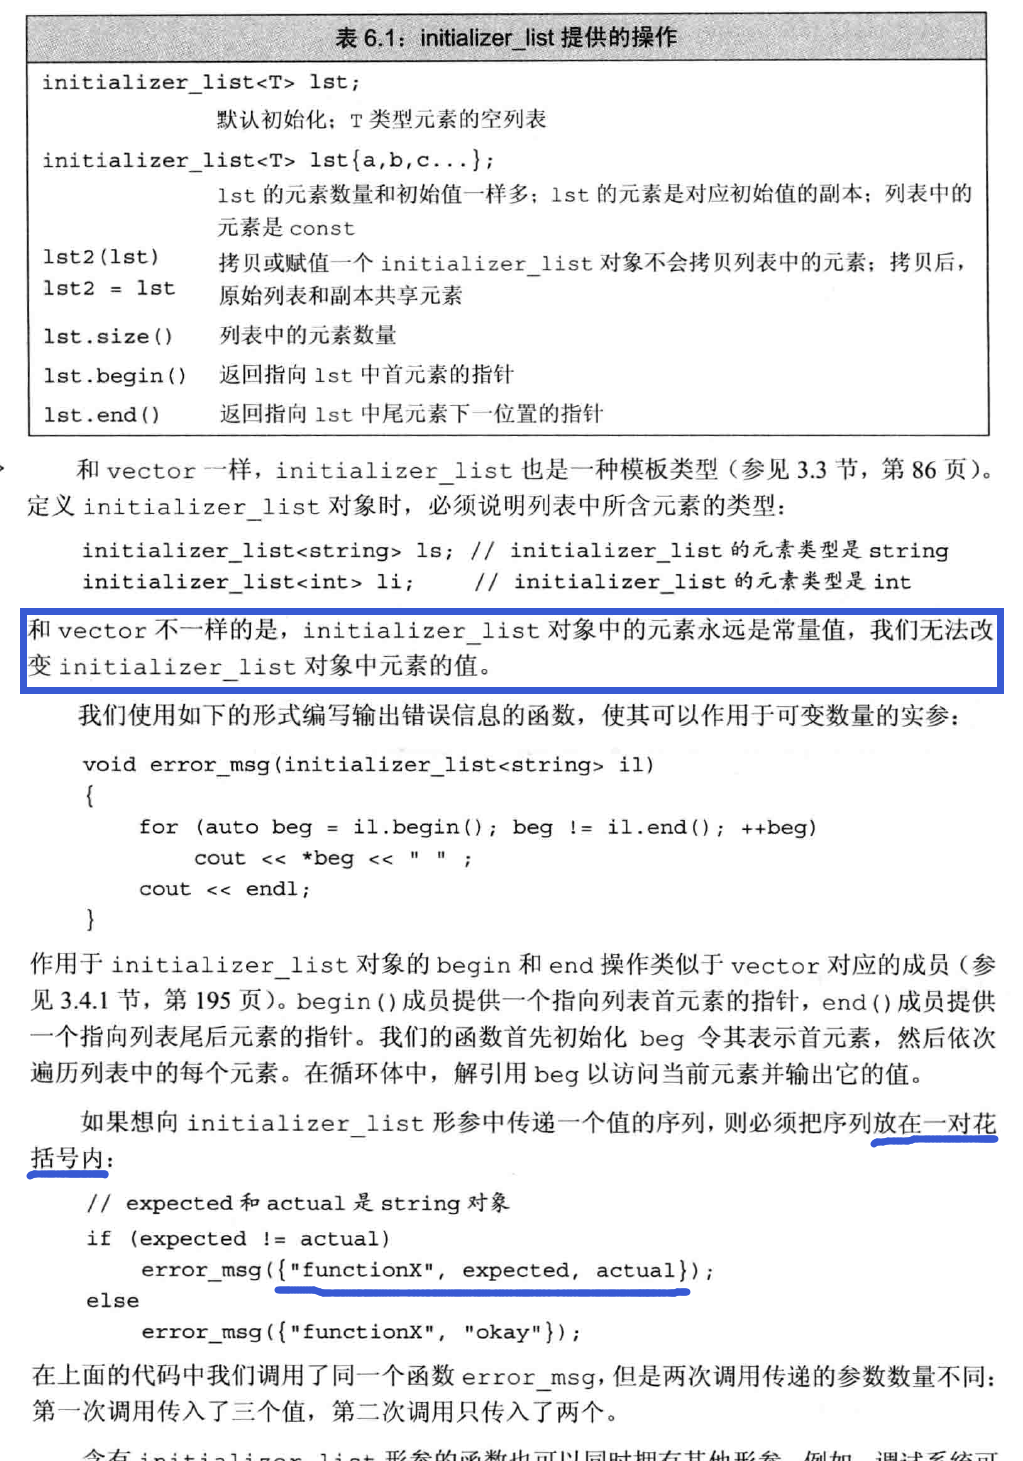 表 6.1：initializer_list 提供的操作
initializer_list<T> lst;
默认初始化；T 类型元素的空列表
initializer_list<T> lst{a,b,c...};
lst 的元素数量和初始值一样多；lst 的元素是对应初始值的副本；列表中的
元素是 const
lst2(lst)
lst2 = lst
拷贝或赋值一个 initializer_list 对象不会拷贝列表中的元素；拷贝后，
原始列表和副本共享元素
lst.size() 列表中的元素数量
lst.begin() 返回指向 lst 中首元素的指针
lst.end() 返回指向 lst 中尾元素下一位置的指针
和 vector 一样，initializer_list 也是一种模板类型（参见 3.3 节，第 86 页）。
定义 initializer_list 对象时，必须说明列表中所含元素的类型：
initializer_list<string> ls; // initializer_list 的元素类型是 string
initializer_list<int> li; // initializer_list 的元素类型是 int
和 vector 不一样的是，initializer_list 对象中的元素永远是常量值，我们无法改
变 initializer_list 对象中元素的值。
我们使用如下的形式编写输出错误信息的函数，使其可以作用于可变数量的实参：
void error_msg(initializer_list<string> il)
{
for (auto beg = il.begin(); beg != il.end(); ++beg)
cout << *beg << " " ;
cout << endl;
}
作用于 initializer_list 对象的 begin 和 end 操作类似于 vector 对应的成员（参
见 3.4.1 节，第 195 页）。begin()成员提供一个指向列表首元素的指针，end()成员提供
一个指向列表尾后元素的指针。我们的函数首先初始化 beg 令其表示首元素，然后依次
遍历列表中的每个元素。在循环体中，解引用 beg 以访问当前元素并输出它的值。
如果想向 initializer_list 形参中传递一个值的序列，则必须把序列放在一对花
括号内：
// expected 和 actual 是 string 对象
if (expected != actual)
error_msg({"functionX", expected, actual});
else
error_msg({"functionX", "okay"});
在上面的代码中我们调用了同一个函数 error_msg，但是两次调用传递的参数数量不同：
第一次调用传入了三个值，第二次调用只传入了两个。
含有 initializer_list 形参的函数也可以同时拥有其他形参。例如，调试系统可